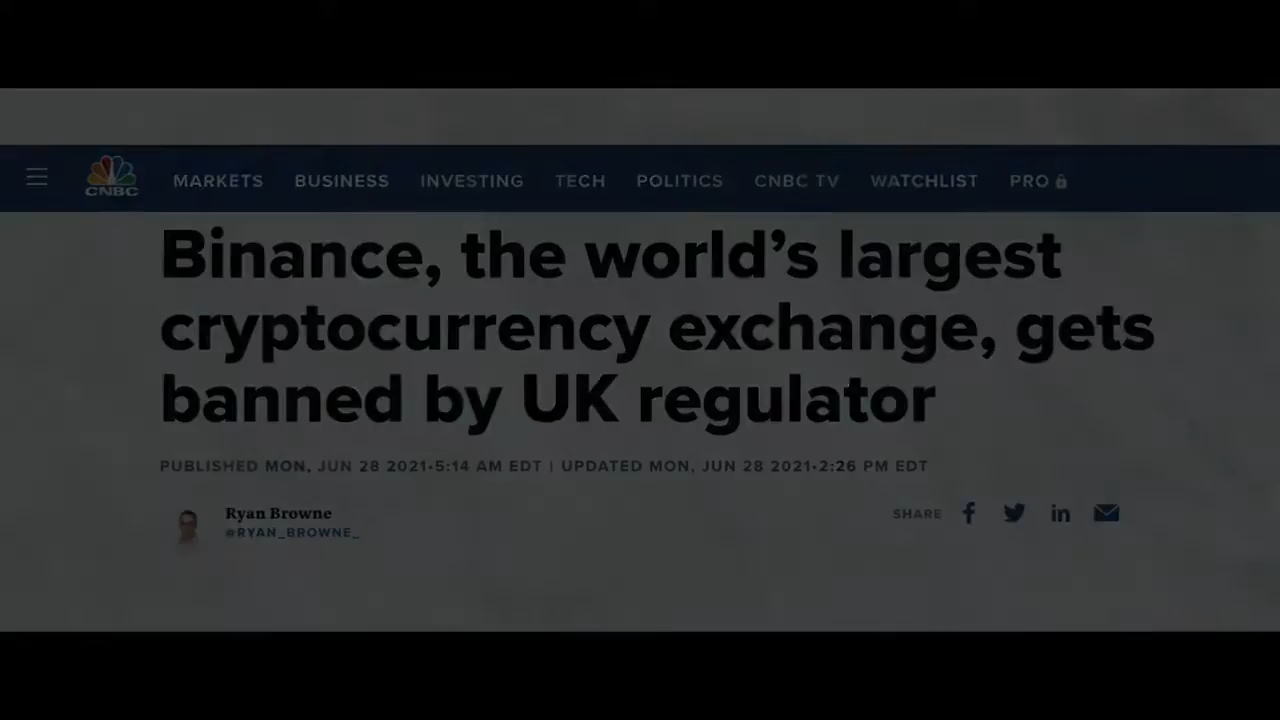 CNBC MARKETS BUSINESS INVESTING TECH POLITICS CNBC TV WATCHLIST PRO
Binance, the world’s largest
cryptocurrency exchange, gets
banned by UK regulator
PUBLISHED MON, JUN 28 2021•5:14 AM EDT | UPDATED MON, JUN 28 2021•2:26 PM EDT
Ryan Browne
@RYAN_BROWNE_
SHARE